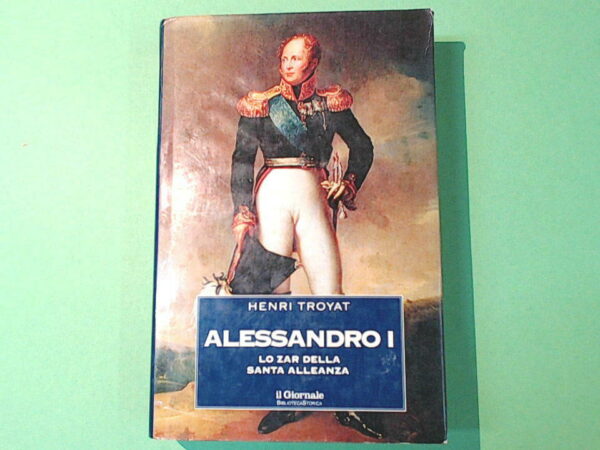 HENRI TROYAT
ALESSANDRO I
LO ZAR DELLA
SANTA ALLEANZA
il Giornale
BIBLIOTECA STORICA